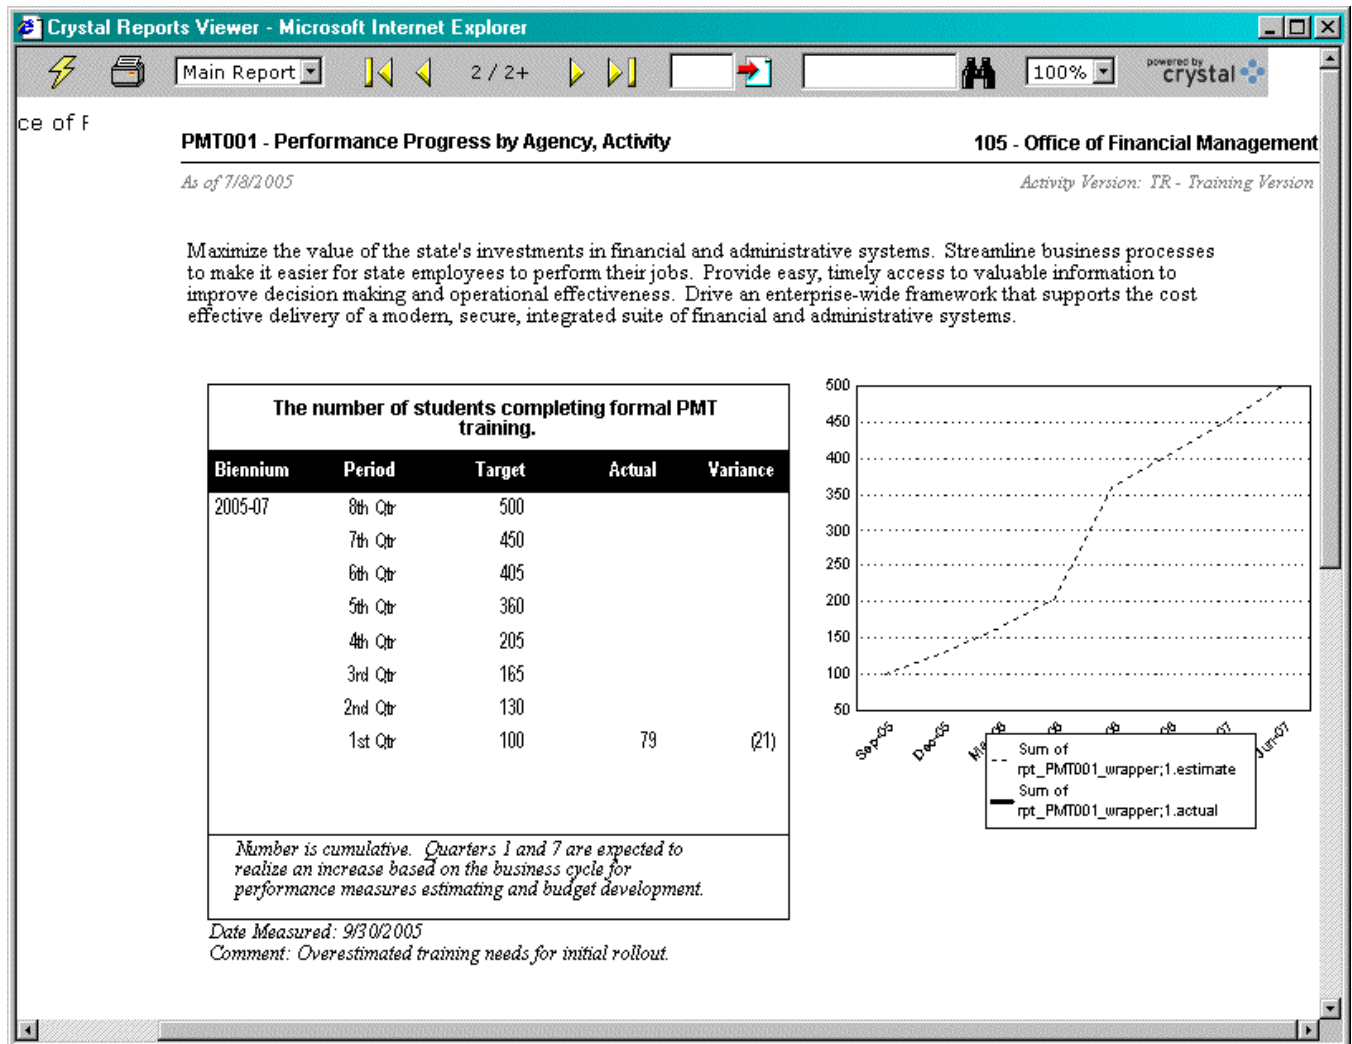 Crystal Reports Viewer - Microsoft Internet Explorer
Main Report
2 / 2+
100%
powered by
crystal
ce of F
PMT001 - Performance Progress by Agency, Activity
105 - Office of Financial Management
As of 7/8/2005
Activity Version: TR - Training Version
Maximize the value of the state's investments in financial and administrative systems. Streamline business processes
to make it easier for state employees to perform their jobs. Provide easy, timely access to valuable information to
improve decision making and operational effectiveness. Drive an enterprise-wide framework that supports the cost
effective delivery of a modern, secure, integrated suite of financial and administrative systems.
The number of students completing formal PMT
training.
Biennium Period Target Actual Variance
2005-07 8th Qtr 500
7th Qtr 450
6th Qtr 405
5th Qtr 360
4th Qtr 205
3rd Qtr 165
2nd Qtr 130
1st Qtr 100 79 (21)
Number is cumulative. Quarters 1 and 7 are expected to
realize an increase based on the business cycle for
performance measures estimating and budget development.
Date Measured: 9/30/2005
Comment: Overestimated training needs for initial rollout.
500
450
400
350
300
250
200
150
100
50
Sep-05
Dec-05
Jun-07
Sum of
rpt_PMT001_wrapper;1.estimate
Sum of
rpt_PMT001_wrapper;1.actual